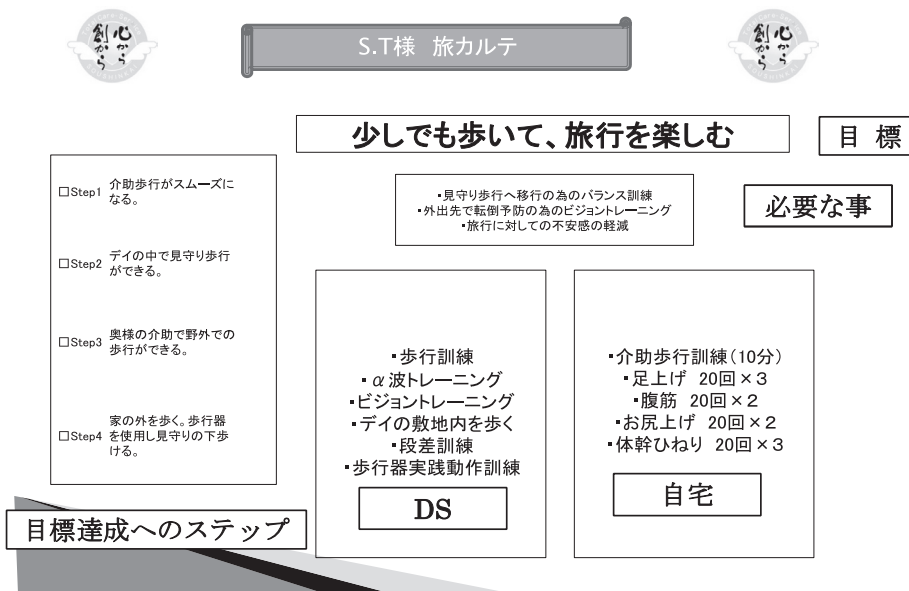 心から
創から
S.T様 旅カルテ
心から
創から
少しでも歩いて、旅行を楽しむ
目 標
□Step1 介助歩行がスムーズに
なる。
□Step2 デイの中で見守り歩行
ができる。
□Step3 奥様の介助で野外での
歩行ができる。
□Step4 家の外を歩く。歩行器
を使用し見守りの下歩
ける。
目標達成へのステップ
▪見守り歩行へ移行の為のバランス訓練
▪外出先で転倒予防の為のビジョントレーニング
▪旅行に対しての不安感の軽減
必要な事
▪歩行訓練
▪α波トレーニング
▪ビジョントレーニング
▪デイの敷地内を歩く
▪段差訓練
▪歩行器実践動作訓練
DS
▪介助歩行訓練(10分)
▪足上げ 20回×3
▪腹筋 20回×2
▪お尻上げ 20回×2
▪体幹ひねり 20回×3
自宅